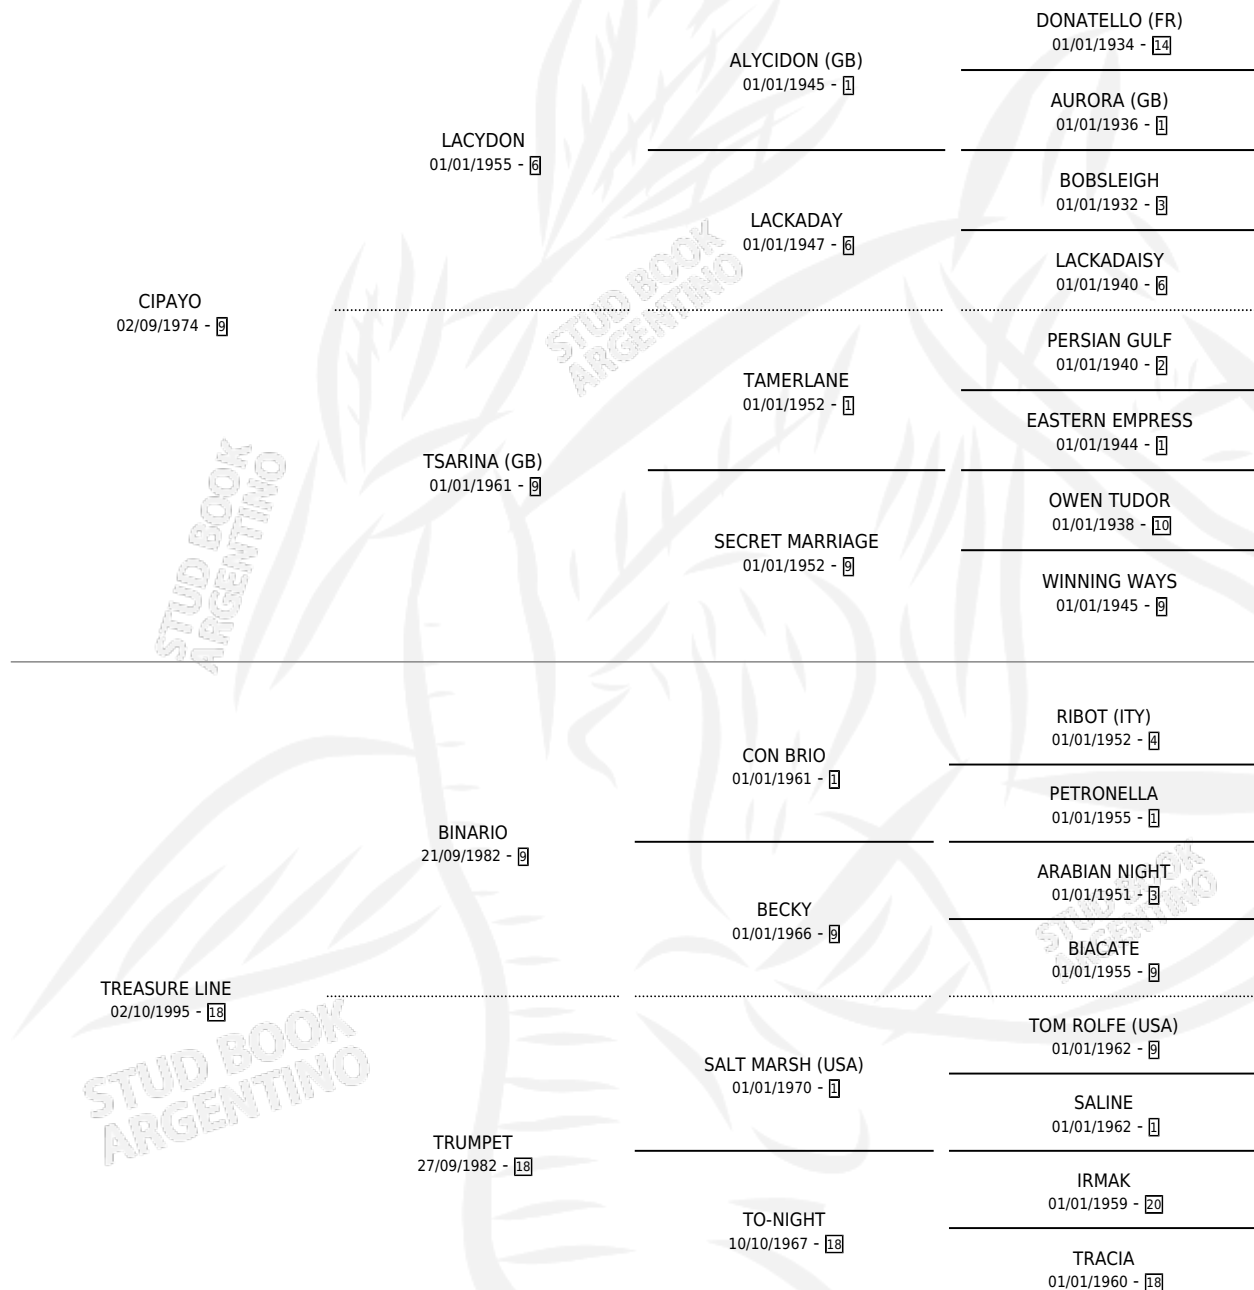 DONATELLO (FR)
01/01/1934 - 14
ALYCIDON (GB)
01/01/1945 - 1
AURORA (GB)
01/01/1936 - 1
LACYDON
01/01/1955 - 6
BOBSLEIGH
01/01/1932 - 3
LACKADAY
01/01/1947 - 6
LACKADAISY
01/01/1940 - 6
CIPAYO
02/09/1974 - 9
PERSIAN GULF
01/01/1940 - 2
TAMERLANE
01/01/1952 - 1
EASTERN EMPRESS
01/01/1944 - 1
TSARINA (GB)
01/01/1961 - 9
OWEN TUDOR
01/01/1938 - 10
SECRET MARRIAGE
01/01/1952 - 9
WINNING WAYS
01/01/1945 - 9
RIBOT (ITY)
01/01/1952 - 4
CON BRIO
01/01/1961 - 1
PETRONELLA
01/01/1955 - 1
BINARIO
21/09/1982 - 9
ARABIAN NIGHT
01/01/1951 - 3
BECKY
01/01/1966 - 9
BIACATE
01/01/1955 - 9
TREASURE LINE
02/10/1995 - 18
TOM ROLFE (USA)
01/01/1962 - 9
SALT MARSH (USA)
01/01/1970 - 1
SALINE
01/01/1962 - 1
TRUMPET
27/09/1982 - 18
IRMAK
01/01/1959 - 20
TO-NIGHT
10/10/1967 - 18
TRACIA
01/01/1960 - 18
STUD BOOK
ARGENTINO
STUD BOOK
ARGENTINO
STUD BOOK
ARGENTINO
STUD BOOK
ARGENTINO